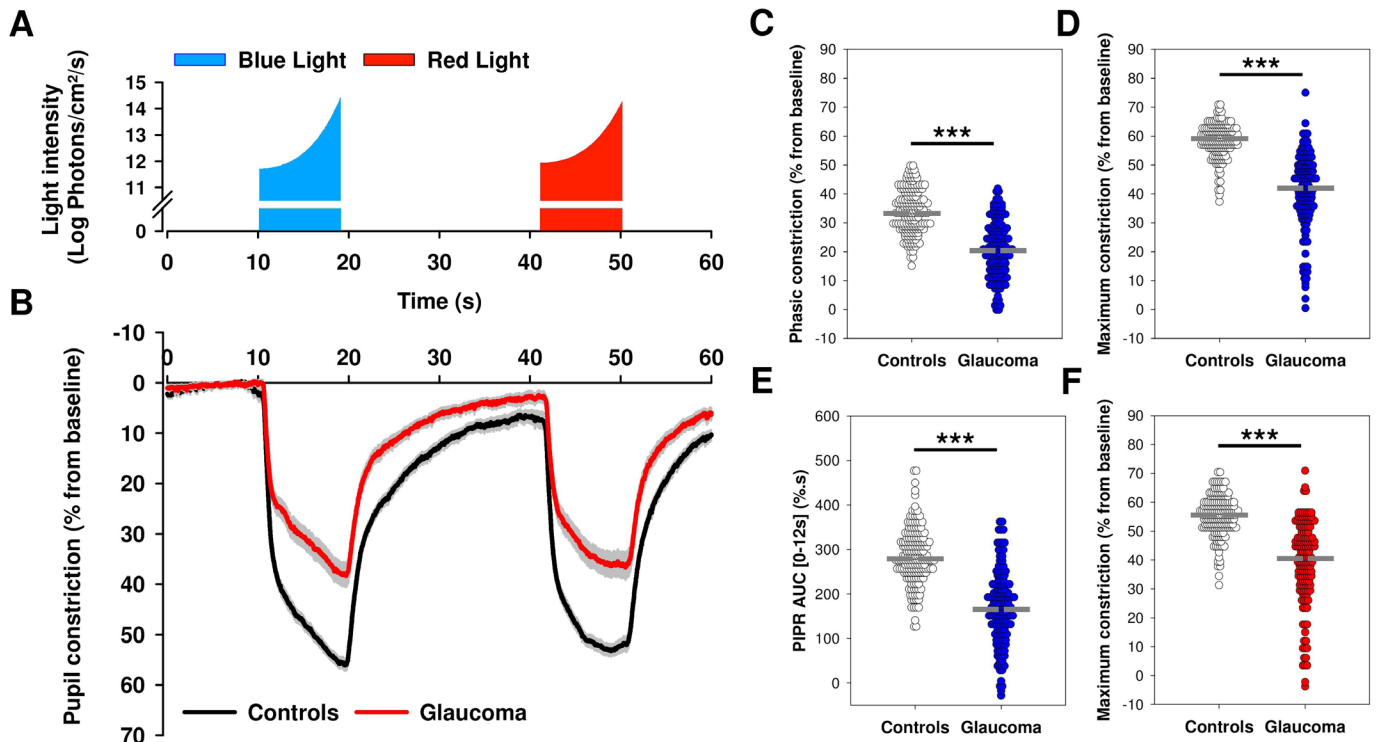 A
Blue Light
Red Light
Light intensity
(Log Photons/cm²/s)
15
14
13
12
11
0
0 10 20 30 40 50 60
Time (s)
B
Pupil constriction (% from baseline)
-10
0 10 20 30 40 50 60
0
10
20
30
40
50
60
70
Controls
Glaucoma
C
Phasic constriction (% from baseline)
90
80
70
60
50
40
30
20
10
0
-10
***
Controls Glaucoma
D
Maximum constriction (% from baseline)
90
80
70
60
50
40
30
20
10
0
-10
***
Controls Glaucoma
E
PIPR AUC [0-12s] (%.s)
600
500
400
300
200
100
0
***
Controls Glaucoma
F
Maximum constriction (% from baseline)
90
80
70
60
50
40
30
20
10
0
-10
***
Controls Glaucoma